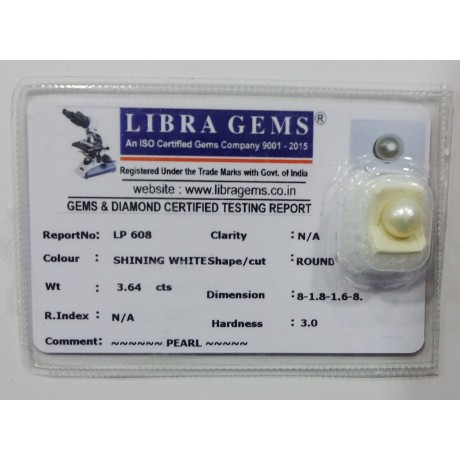 LIBRA GEMS®
An ISO Certified Gems Company 9001 - 2015
Registered Under the Trade Marks with Govt. of India
website : www.libragems.co.in
GEMS & DIAMOND CERTIFIED TESTING REPORT
ReportNo: LP 608 Clarity : N/A
Colour : SHINING WHITE Shape/cut : ROUND
Wt : 3.64 cts Dimension : 8-1.8-1.6-8.
R.Index : N/A Hardness : 3.0
Comment: ~~~~~~ PEARL ~~~~~